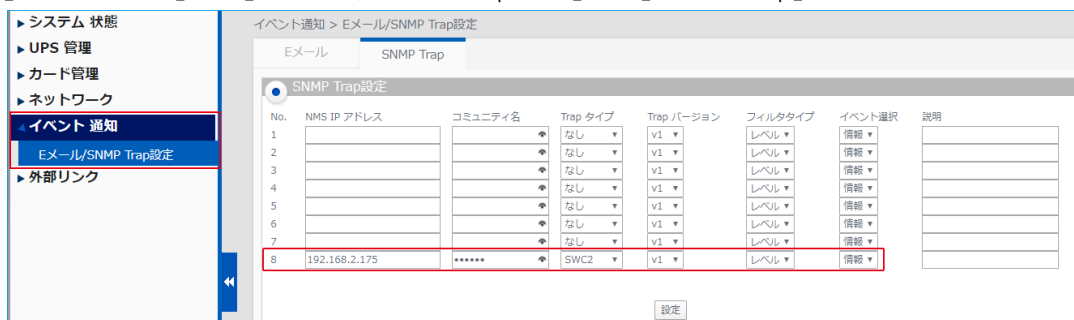 システム 状態
UPS 管理
カード管理
ネットワーク
イベント 通知
Eメール/SNMP Trap設定
外部リンク
イベント通知 > Eメール/SNMP Trap設定
Eメール SNMP Trap
SNMP Trap設定
No. NMS IP アドレス コミュニティ名 Trap タイプ Trap バージョン フィルタタイプ イベント選択 説明
1 なし v1 レベル 情報
2 なし v1 レベル 情報
3 なし v1 レベル 情報
4 なし v1 レベル 情報
5 なし v1 レベル 情報
6 なし v1 レベル 情報
7 なし v1 レベル 情報
8 192.168.2.175 •••••• SWC2 v1 レベル 情報
設定